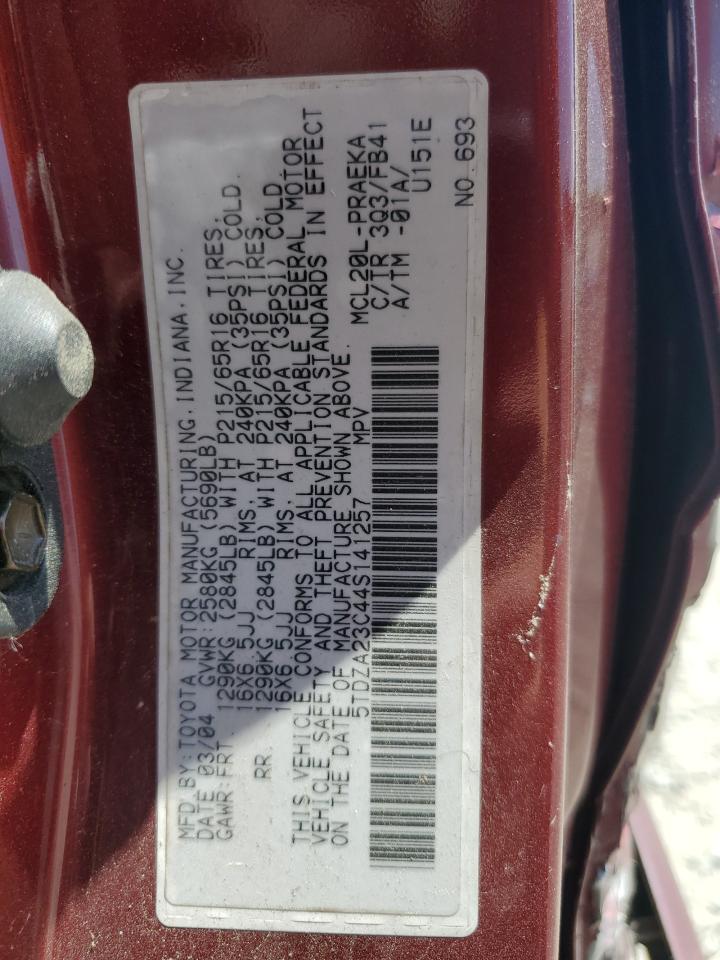 MFD.BY:TOYOTA MOTOR MANUFACTURING,INDIANA,INC.
DATE 03/04 GVWR:2580KG (5690LB)
GAWR:FRT. 1290KG (2845LB) WITH P215/65R16 TIRES,
16X6.5JJ RIMS, AT 240KPA (35PSI) COLD
RR 1290KG (2845LB) WITH P215/65R16 TIRES,
16X6.5JJ RIMS, AT 240KPA (35PSI) COLD
THIS VEHICLE CONFORMS TO ALL APPLICABLE FEDERAL MOTOR
VEHICLE SAFETY AND THEFT PREVENTION STANDARDS IN EFFECT
ON THE DATE OF MANUFACTURE SHOWN ABOVE.
5TDZA23C44S141257 MPV
MCL20L-PRAEKA
C/TR 3Q3/FB41
A/TM -01A/
U151E
NO. 693